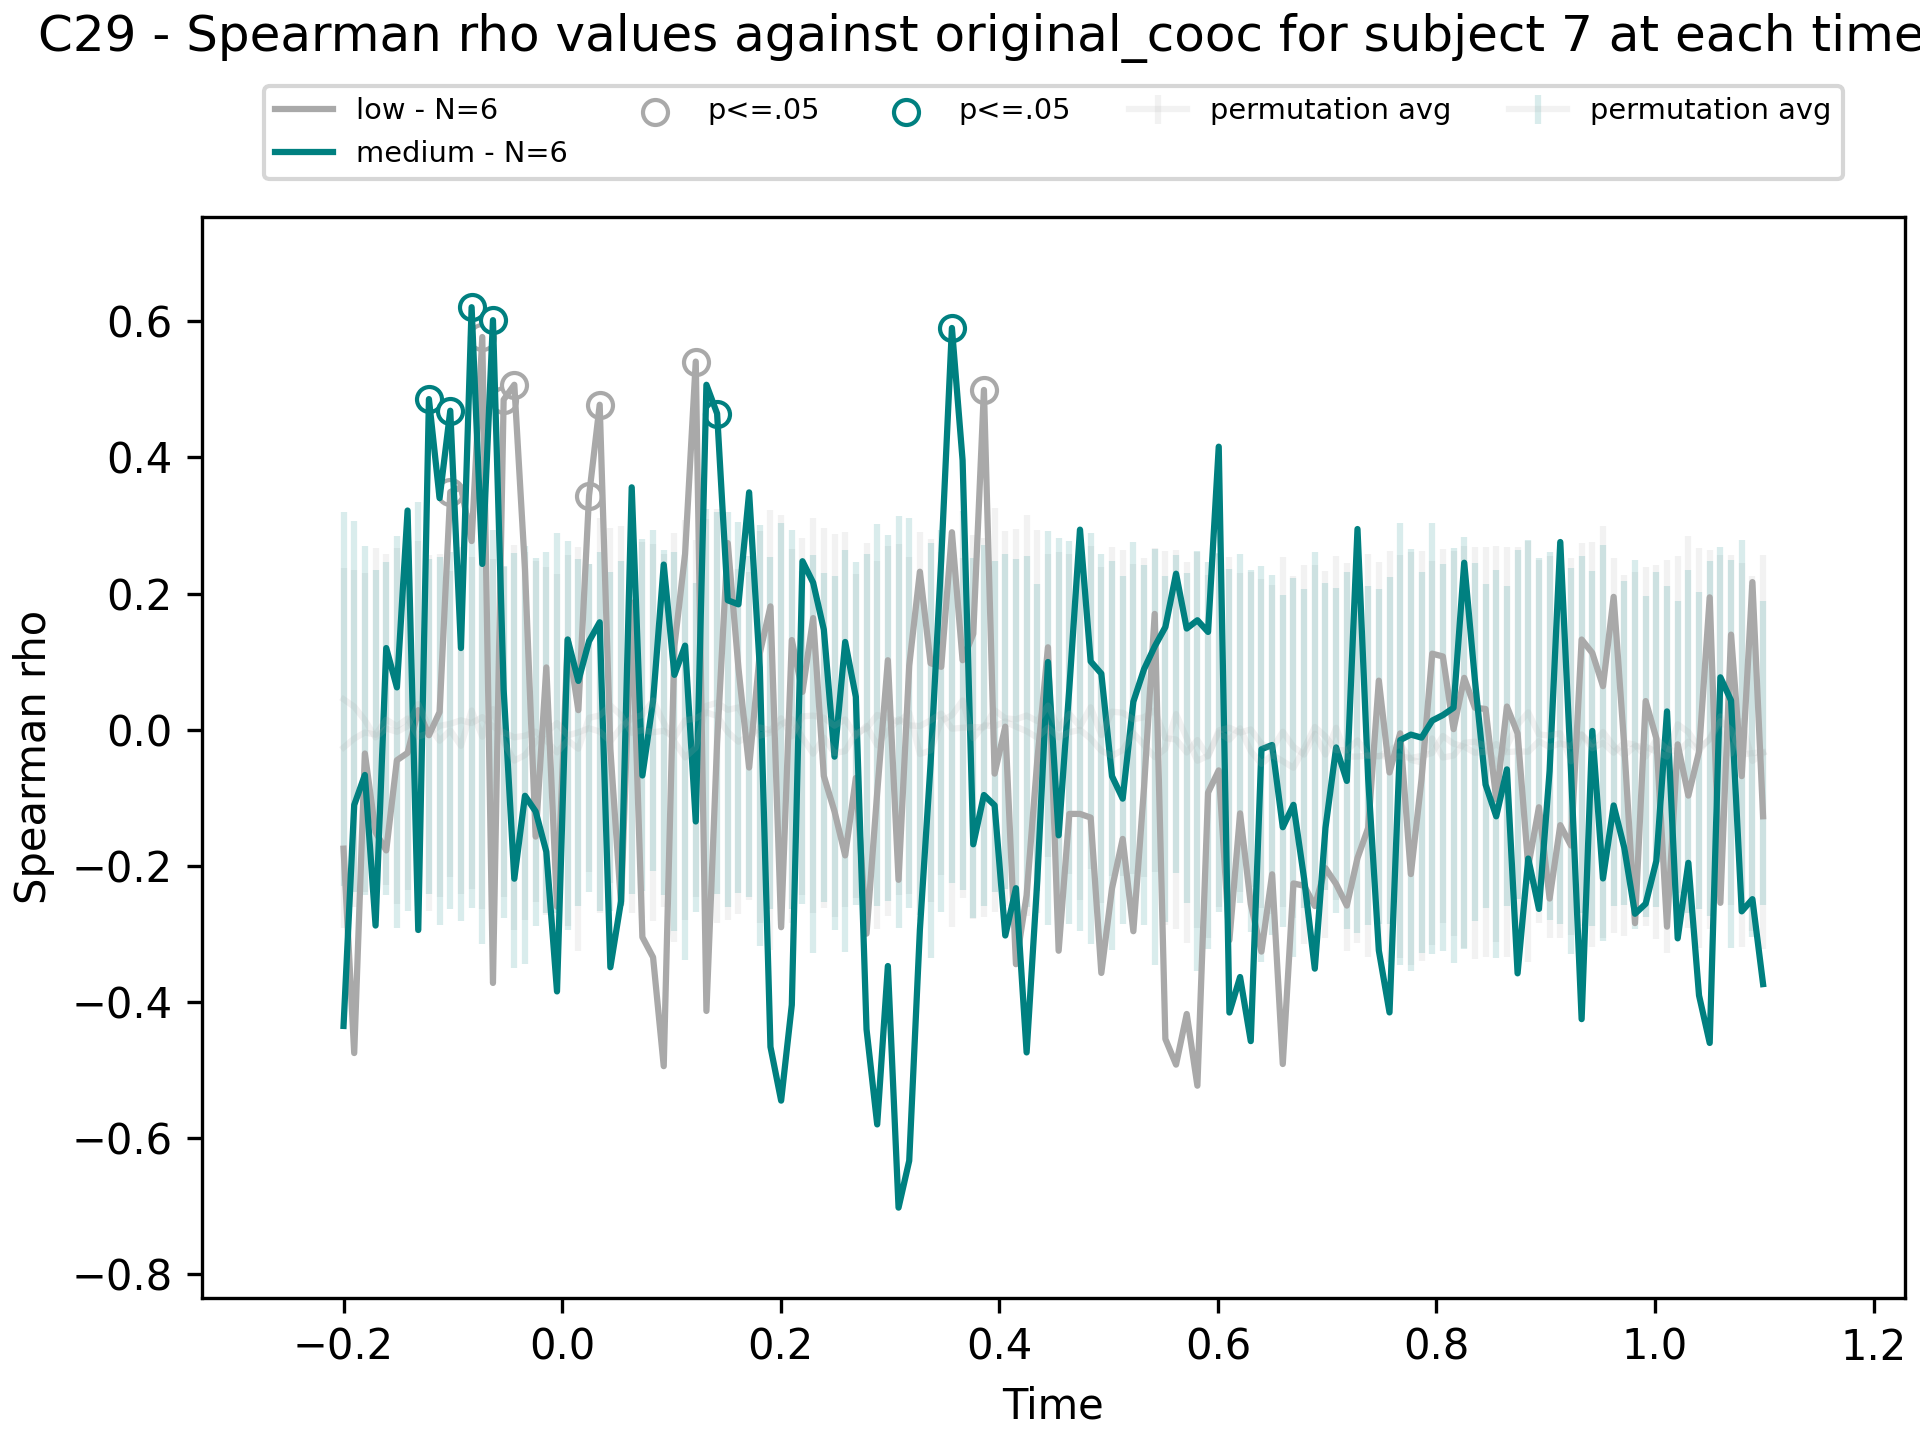 C29 - Spearman rho values against original_cooc for subject 7 at each time
low - N=6
medium - N=6
p<=.05
p<=.05
permutation avg
permutation avg
Spearman rho
0.6
0.4
0.2
0.0
−0.2
−0.4
−0.6
−0.8
−0.2 0.0 0.2 0.4 0.6 0.8 1.0 1.2
Time